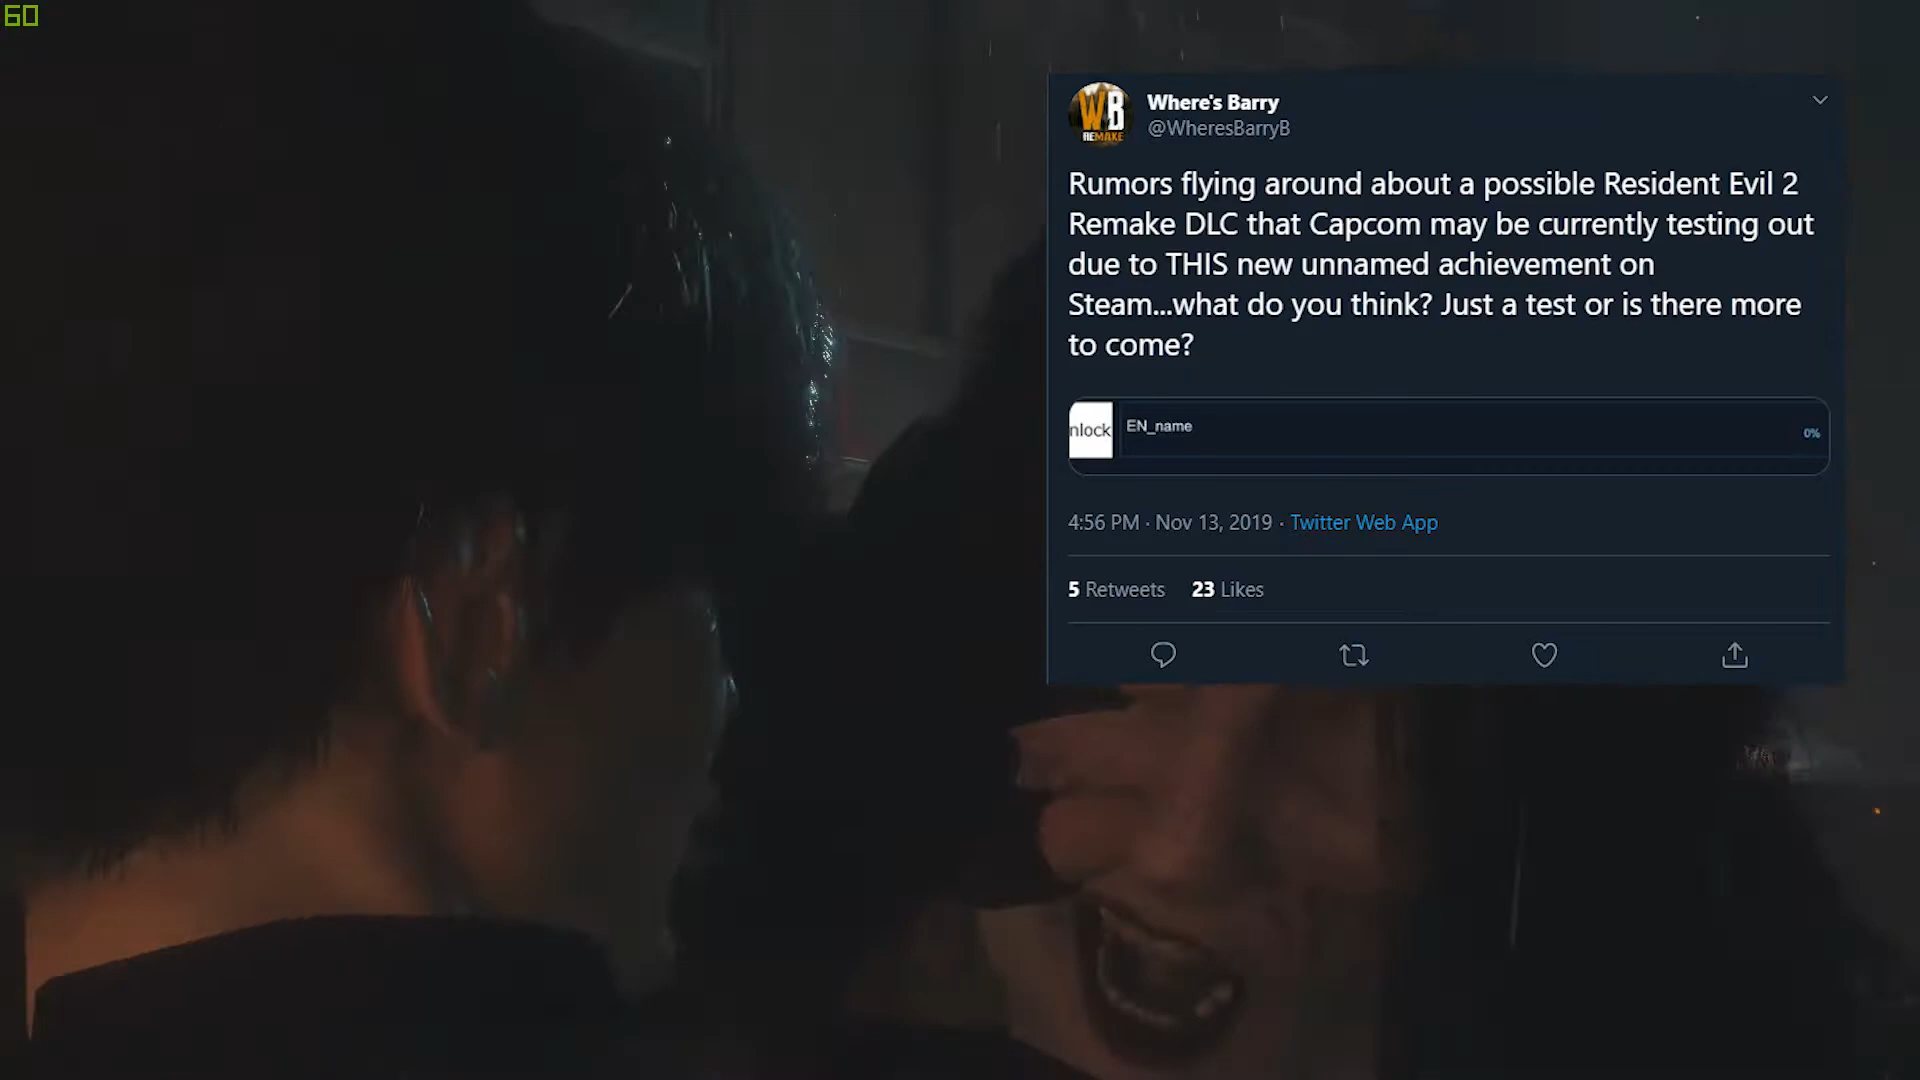 60
WB
REMAKE
Where's Barry
@WheresBarryB
Rumors flying around about a possible Resident Evil 2
Remake DLC that Capcom may be currently testing out
due to THIS new unnamed achievement on
Steam...what do you think? Just a test or is there more
to come?
nlock
EN_name
0%
4:56 PM · Nov 13, 2019 · Twitter Web App
5 Retweets 23 Likes